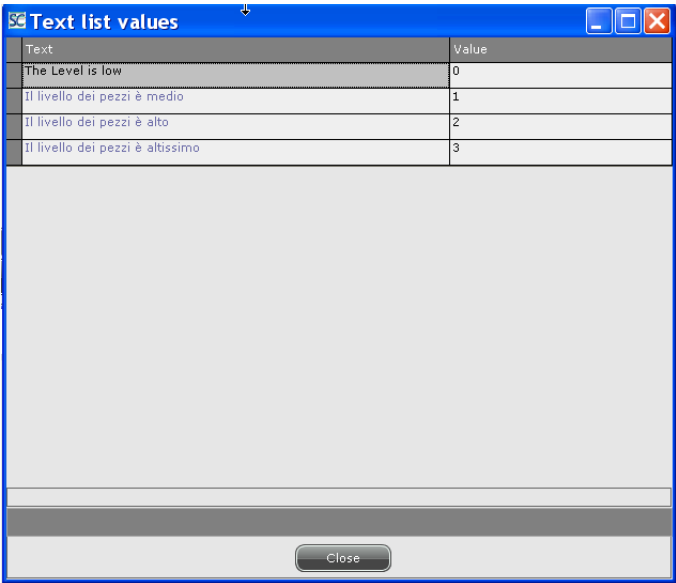 SC Text list values
Text Value
The Level is low 0
Il livello dei pezzi è medio 1
Il livello dei pezzi è alto 2
Il livello dei pezzi è altissimo 3
Close